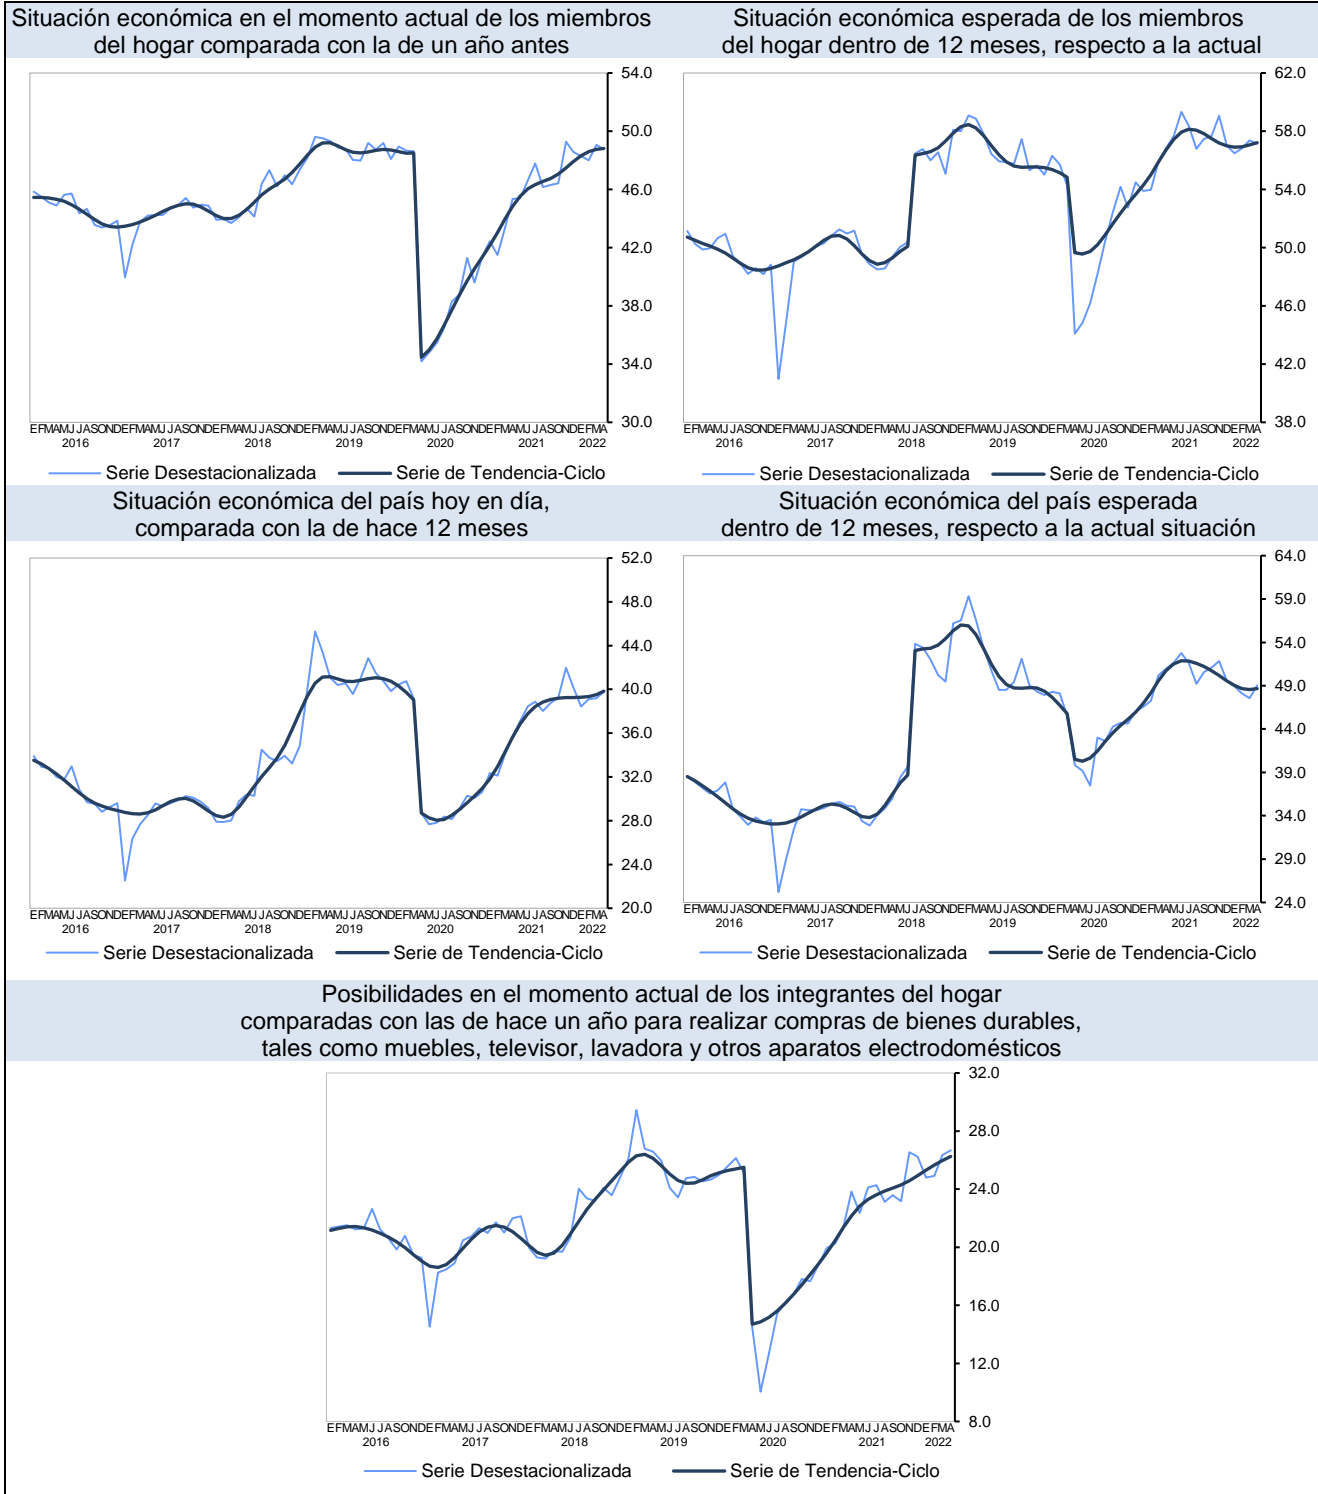 Situación económica en el momento actual de los miembros
del hogar comparada con la de un año antes
54.0
50.0
46.0
42.0
38.0
34.0
30.0
EFMAMJJASONDEFMAMJJASONDEFMAMJJASONDEFMAMJJASONDEFMAMJJASONDEFMAMJJASONDEFMA
2016 2017 2018 2019 2020 2021 2022
Serie Desestacionalizada Serie de Tendencia-Ciclo
Situación económica esperada de los miembros
del hogar dentro de 12 meses, respecto a la actual
62.0
58.0
54.0
50.0
46.0
42.0
38.0
EFMAMJJASONDEFMAMJJASONDEFMAMJJASONDEFMAMJJASONDEFMAMJJASONDEFMAMJJASONDEFMA
2016 2017 2018 2019 2020 2021 2022
Serie Desestacionalizada Serie de Tendencia-Ciclo
Situación económica del país hoy en día,
comparada con la de hace 12 meses
52.0
48.0
44.0
40.0
36.0
32.0
28.0
24.0
20.0
EFMAMJJASONDEFMAMJJASONDEFMAMJJASONDEFMAMJJASONDEFMAMJJASONDEFMAMJJASONDEFMA
2016 2017 2018 2019 2020 2021 2022
Serie Desestacionalizada Serie de Tendencia-Ciclo
Situación económica del país esperada
dentro de 12 meses, respecto a la actual situación
64.0
59.0
54.0
49.0
44.0
39.0
34.0
29.0
24.0
EFMAMJJASONDEFMAMJJASONDEFMAMJJASONDEFMAMJJASONDEFMAMJJASONDEFMAMJJASONDEFMA
2016 2017 2018 2019 2020 2021 2022
Serie Desestacionalizada Serie de Tendencia-Ciclo
Posibilidades en el momento actual de los integrantes del hogar
comparadas con las de hace un año para realizar compras de bienes durables,
tales como muebles, televisor, lavadora y otros aparatos electrodomésticos
32.0
28.0
24.0
20.0
16.0
12.0
8.0
EFMAMJJASONDEFMAMJJASONDEFMAMJJASONDEFMAMJJASONDEFMAMJJASONDEFMAMJJASONDEFMA
2016 2017 2018 2019 2020 2021 2022
Serie Desestacionalizada Serie de Tendencia-Ciclo